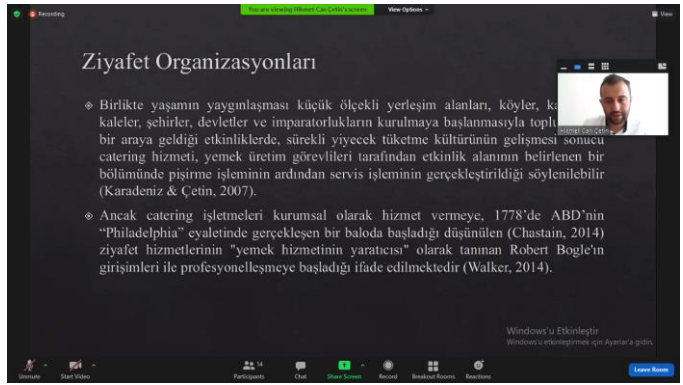 Recording
You are viewing Hikmet Can Çetin's screen
View Options
View
Ziyafet Organizasyonları
Birlikte yaşamın yaygınlaşması küçük ölçekli yerleşim alanları, köyler,
kaleler, şehirler, devletler ve imparatorlukların kurulmaya başlanmasıyla
bir araya geldiği etkinliklerde, sürekli yiyecek tüketme kültürünün gelişmesi sonucu
catering hizmeti, yemek üretim görevlileri tarafından etkinlik alanının belirlenen bir
bölümünde pişirme işleminin ardından servis işleminin gerçekleştirildiği söylenilebilir
(Karadeniz & Çetin, 2007).
Ancak catering işletmeleri kurumsal olarak hizmet vermeye, 1778'de ABD'nin
“Philadelphia” eyaletinde gerçekleşen bir baloda başladığı düşünülen (Chastain, 2014)
ziyafet hizmetlerinin "yemek hizmetinin yaratıcısı" olarak tanınan Robert Bogle'ın
girişimleri ile profesyonelleşmeye başladığı ifade edilmektedir (Walker, 2014).
Hikmet Can Çetin
Windows'u Etkinleştir
Windows'u etkinleştirmek için Ayarlar'a gidin.
Unmute
Start Video
14
Participants
Chat
Share Screen
Record
Breakout Rooms
Reactions
Leave Room